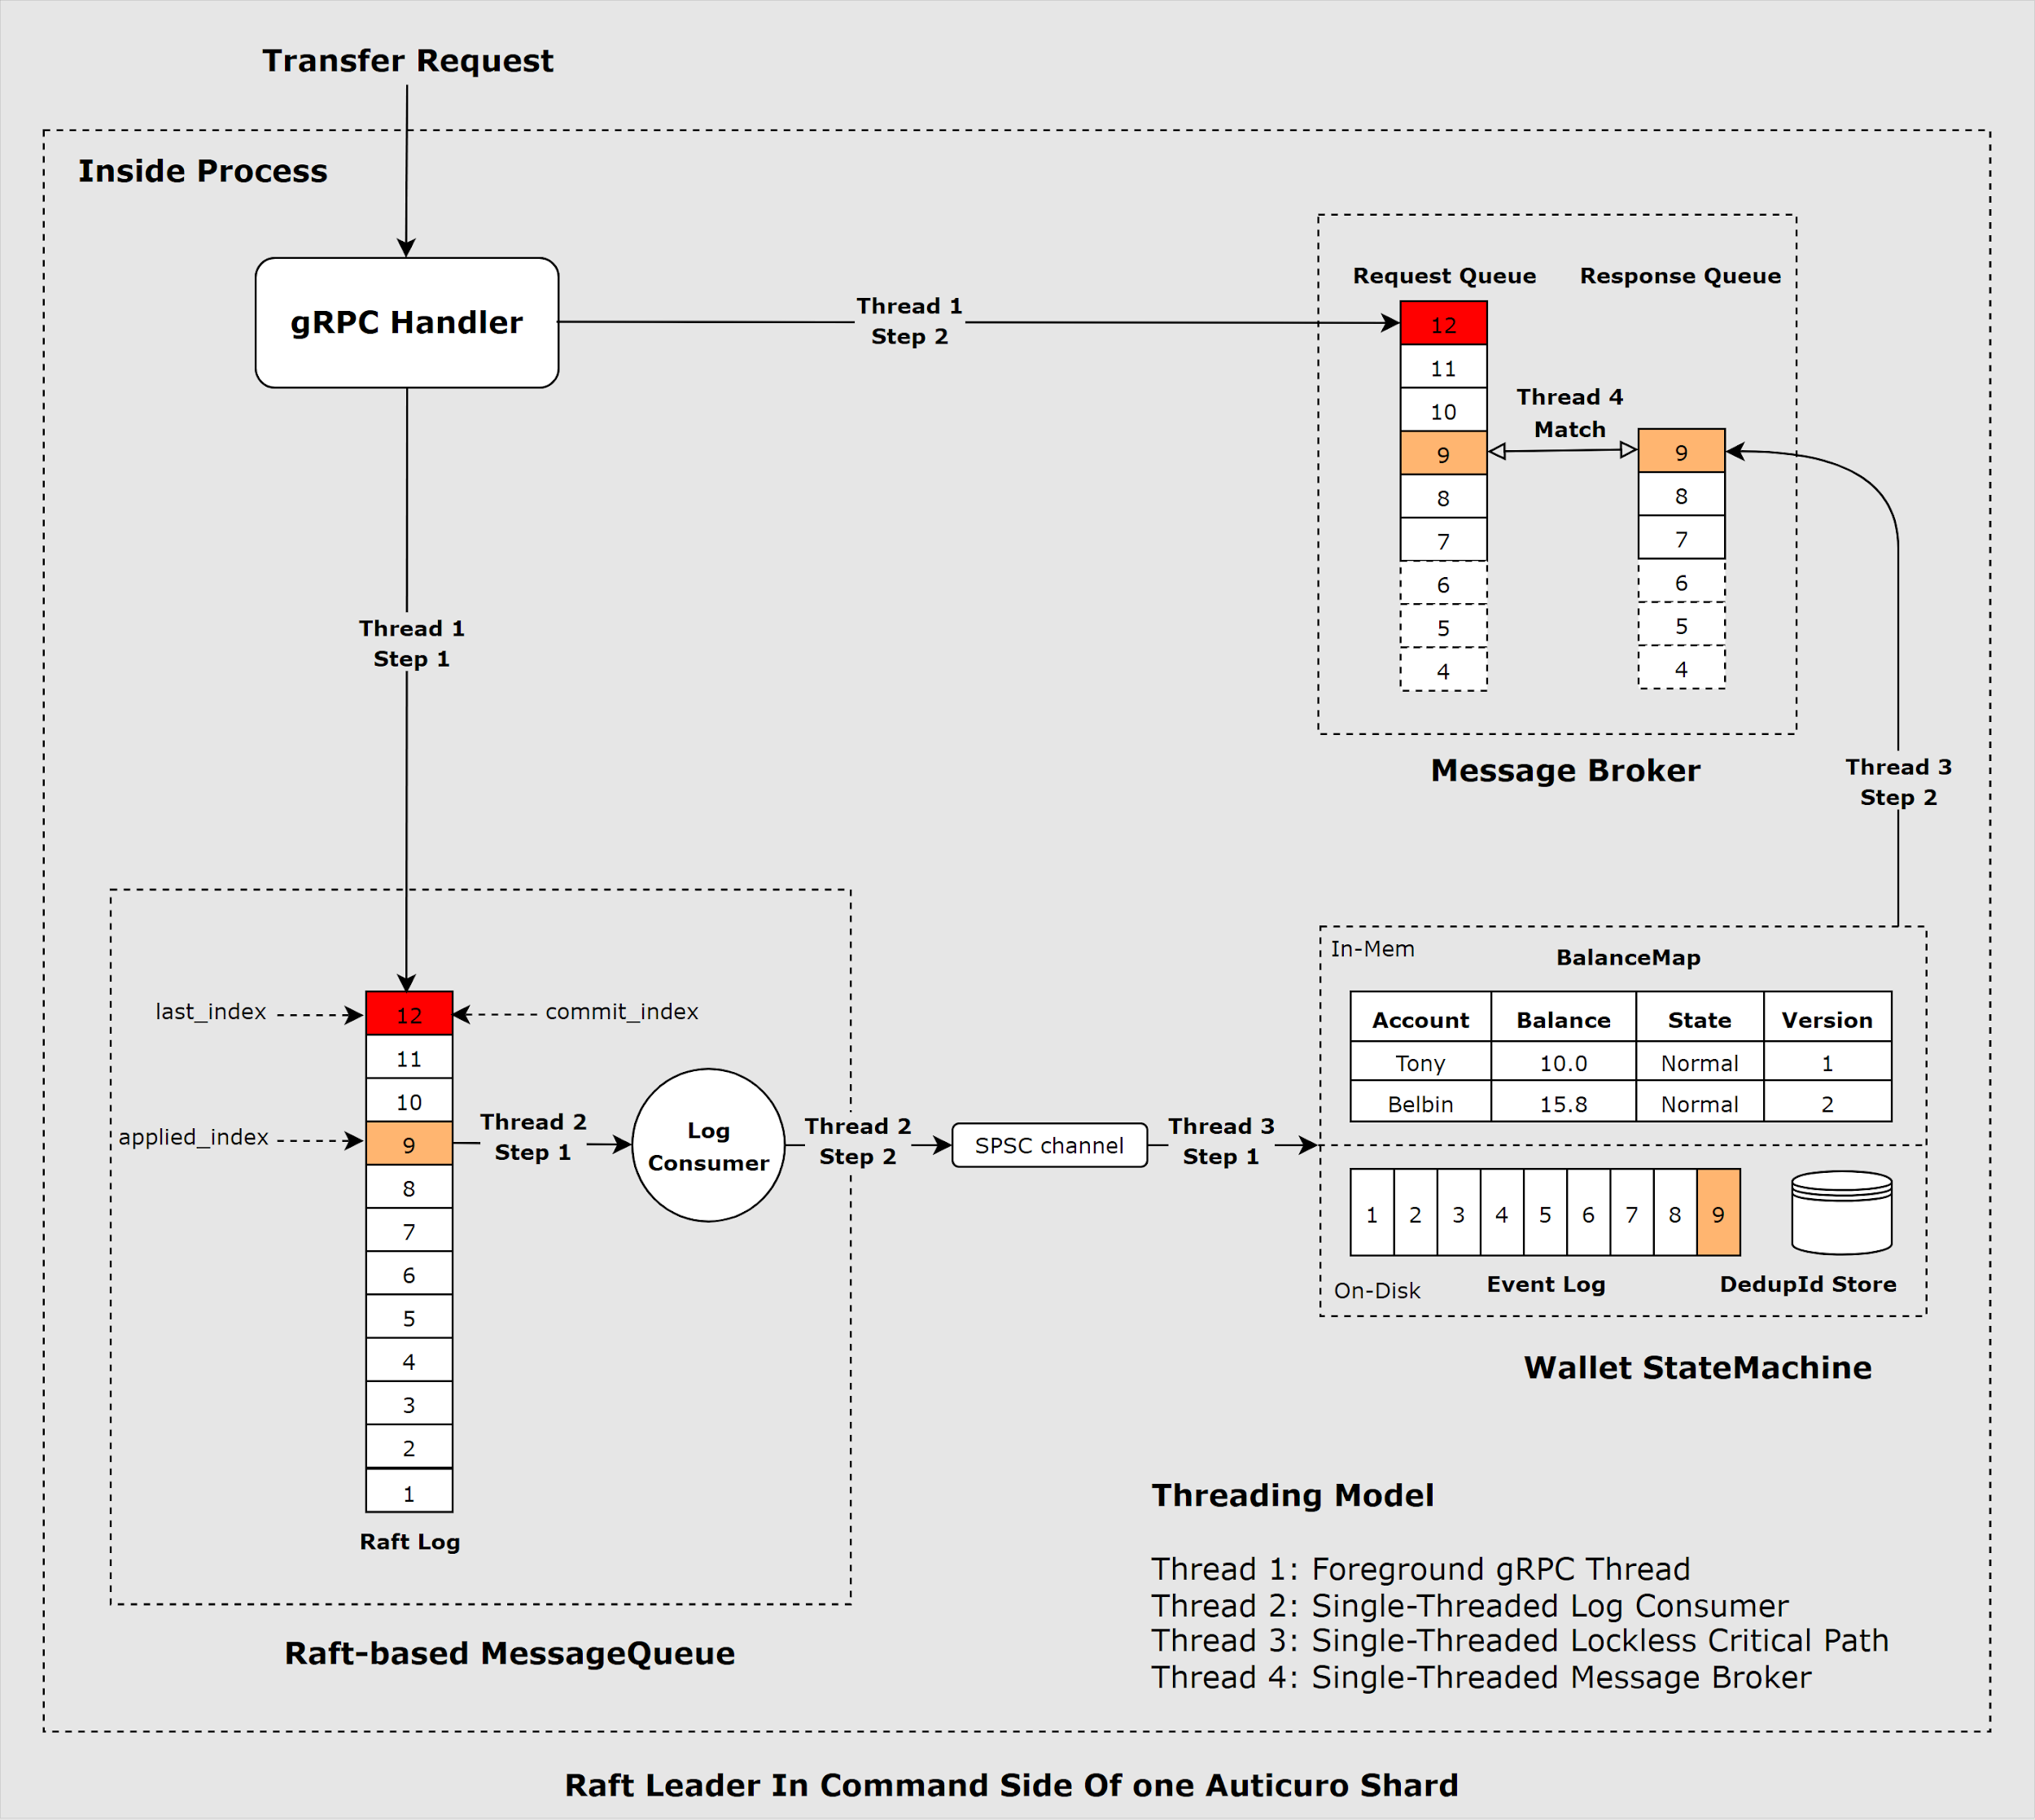 Transfer Request
Inside Process
gRPC Handler
Thread 1
Step 2
Thread 1
Step 1
Request Queue
12
11
10
9
8
7
6
5
4
Thread 4
Match
Response Queue
9
8
7
6
5
4
Message Broker
Thread 3
Step 2
last_index
commit_index
applied_index
12
11
10
9
8
7
6
5
4
3
2
1
Raft Log
Thread 2
Step 1
Log
Consumer
Thread 2
Step 2
SPSC channel
Thread 3
Step 1
Raft-based MessageQueue
In-Mem
BalanceMap
Account Balance State Version
Tony 10.0 Normal 1
Belbin 15.8 Normal 2
1 2 3 4 5 6 7 8 9
On-Disk
Event Log
DedupId Store
Wallet StateMachine
Threading Model
Thread 1: Foreground gRPC Thread
Thread 2: Single-Threaded Log Consumer
Thread 3: Single-Threaded Lockless Critical Path
Thread 4: Single-Threaded Message Broker
Raft Leader In Command Side Of one Auticuro Shard